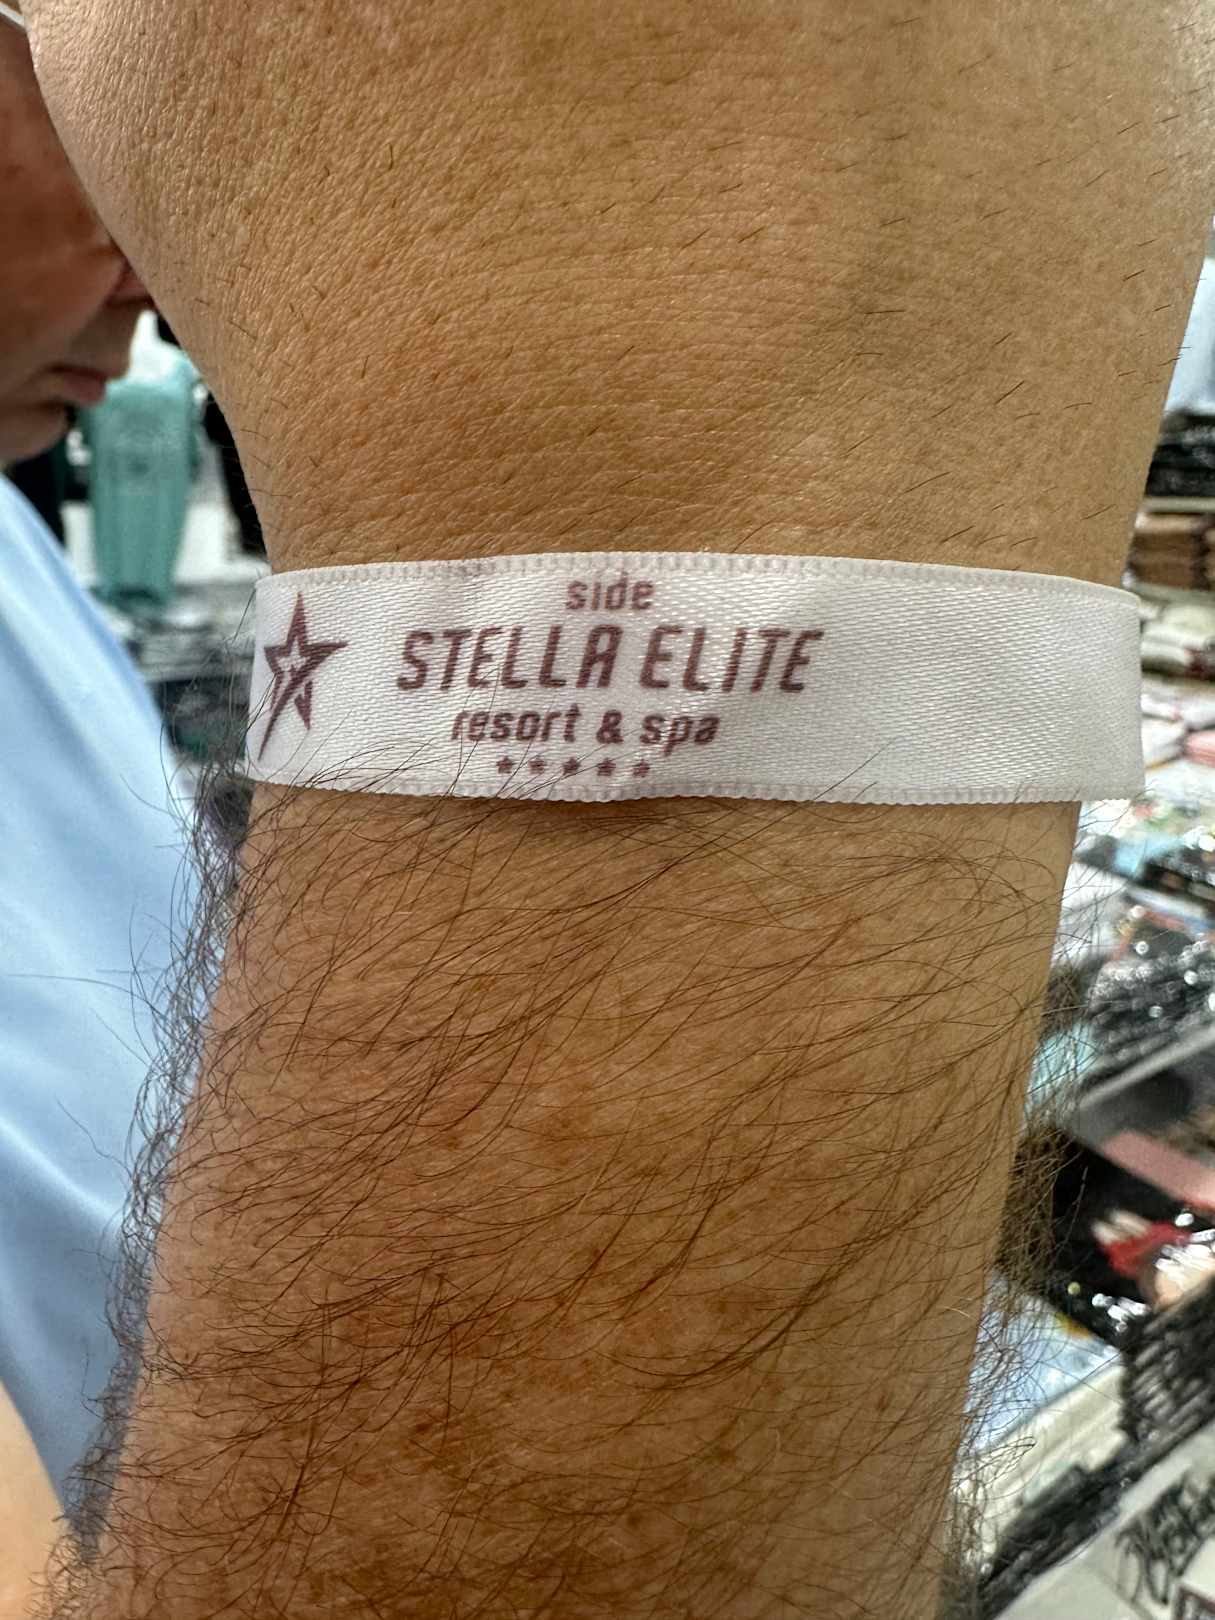 side
STELLA ELITE
resort & spa